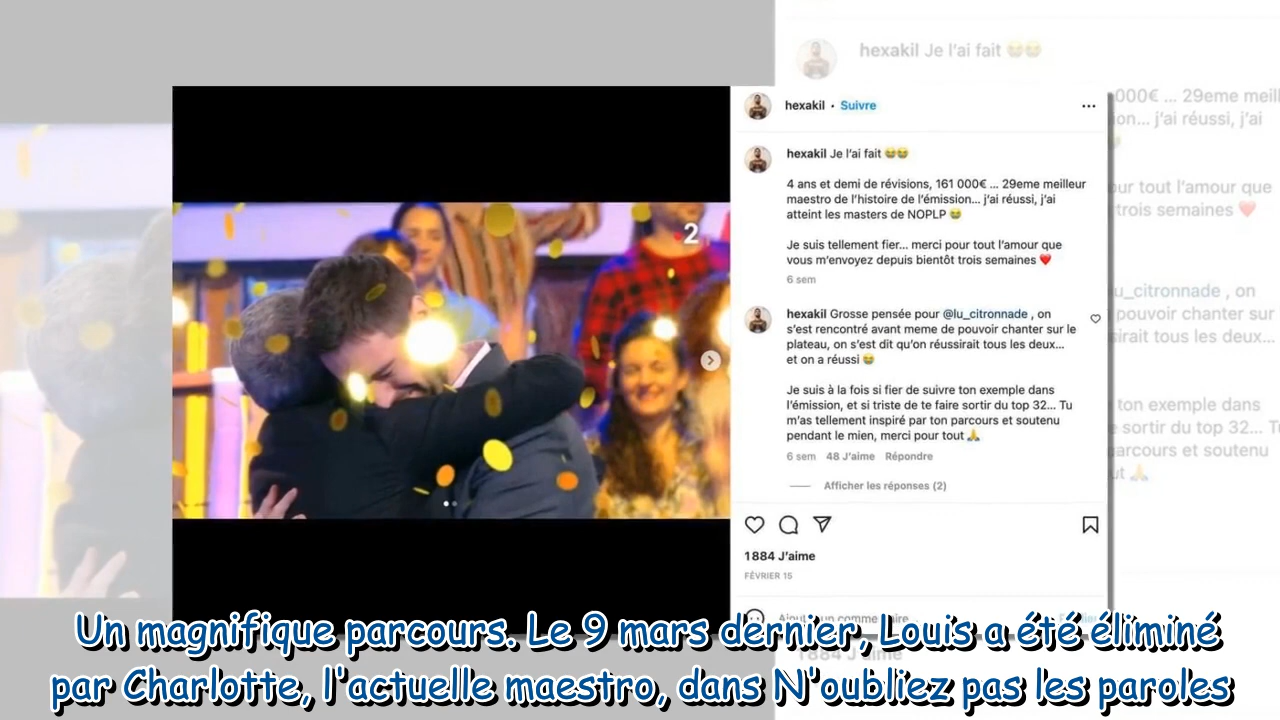 hexakil Je l'ai fait 😂😂
000€ ... 29eme meill
ion... j'ai réussi, j'ai
our tout l'amour que
trois semaines ❤️
u_citronnade , on
pouvoir chanter sur
sirait tous les deux...
ton exemple dans
e sortir du top 32... Tu
arcours et soutenu
ut 🙏
1884 J'aime
2
hexakil • Suivre
hexakil Je l'ai fait 😂😂
4 ans et demi de révisions, 161 000€ ... 29eme meilleur
maestro de l'histoire de l'émission... j'ai réussi, j'ai
atteint les masters de NOPLP 😭
Je suis tellement fier... merci pour tout l'amour que
vous m'envoyez depuis bientôt trois semaines ❤️
6 sem
hexakil Grosse pensée pour @lu_citronnade , on
s'est rencontré avant meme de pouvoir chanter sur le
plateau, on s'est dit qu'on réussirait tous les deux...
et on a réussi 😭
Je suis à la fois si fier de suivre ton exemple dans
l'émission, et si triste de te faire sortir du top 32... Tu
m'as tellement inspiré par ton parcours et soutenu
pendant le mien, merci pour tout 🙏
6 sem 48 J'aime Répondre
Afficher les réponses (2)
1884 J'aime
FÉVRIER 15
Un magnifique parcours. Le 9 mars dernier, Louis a été éliminé
par Charlotte, l'actuelle maestro, dans N'oubliez pas les paroles